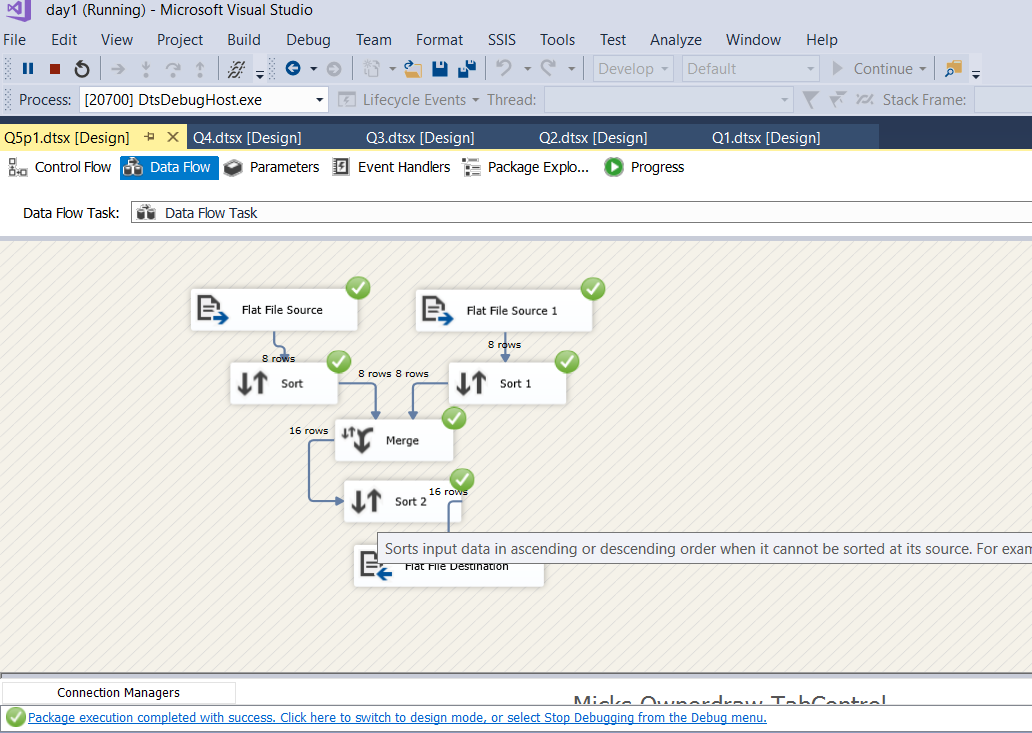 day1 (Running) - Microsoft Visual Studio
File Edit View Project Build Debug Team Format SSIS Tools Test Analyze Window Help
Develop Default Continue
Process: [20700] DtsDebugHost.exe Lifecycle Events Thread: Stack Frame:
Q5p1.dtsx [Design] Q4.dtsx [Design] Q3.dtsx [Design] Q2.dtsx [Design] Q1.dtsx [Design]
Control Flow Data Flow Parameters Event Handlers Package Explo... Progress
Data Flow Task: Data Flow Task
Flat File Source Flat File Source 1
8 rows 8 rows
Sort 8 rows 8 rows Sort 1
16 rows Merge
Sort 2 16 rows
Sorts input data in ascending or descending order when it cannot be sorted at its source. For exam
Flat File Destination
Connection Managers
Micks Ownerdraw TabControl
Package execution completed with success. Click here to switch to design mode, or select Stop Debugging from the Debug menu.